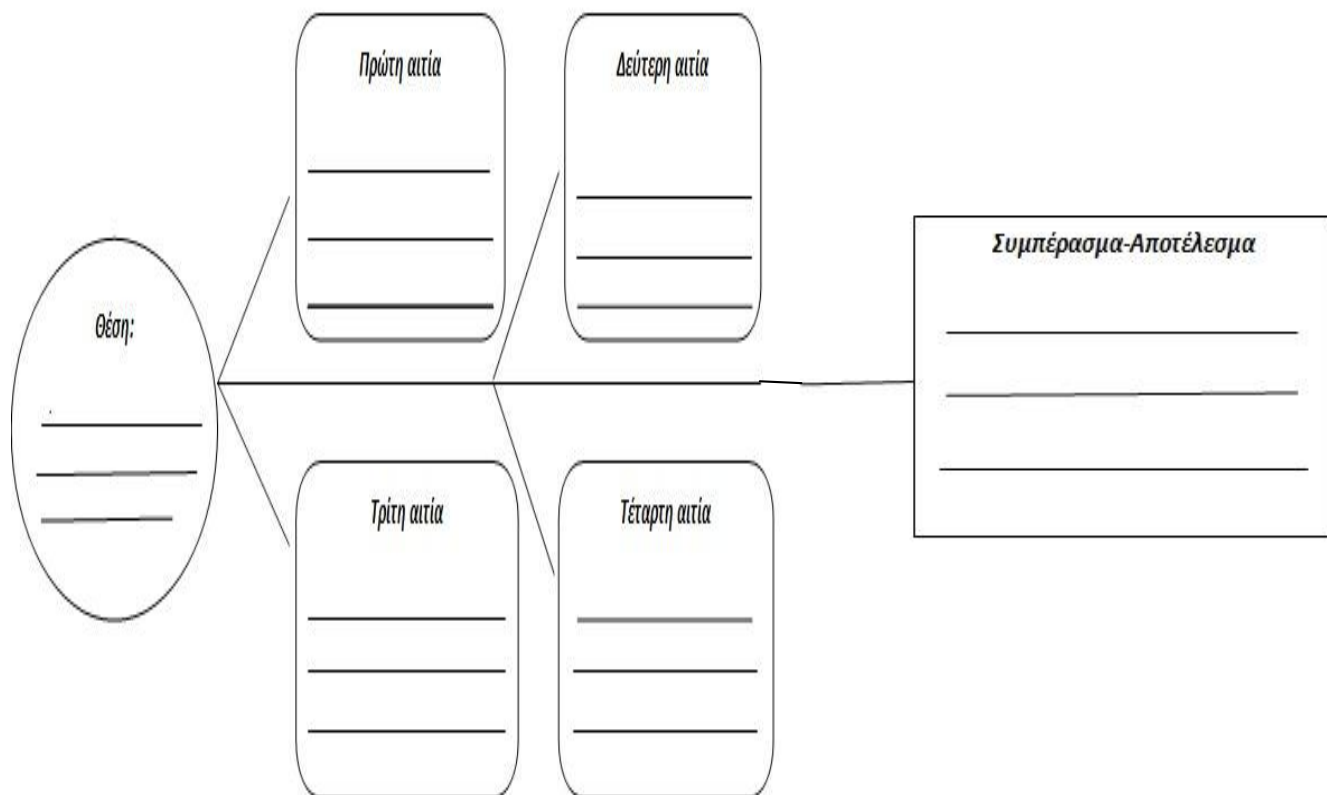 Πρώτη αιτία
Δεύτερη αιτία
Συμπέρασμα-Αποτέλεσμα
Θέση:
Τρίτη αιτία
Τέταρτη αιτία